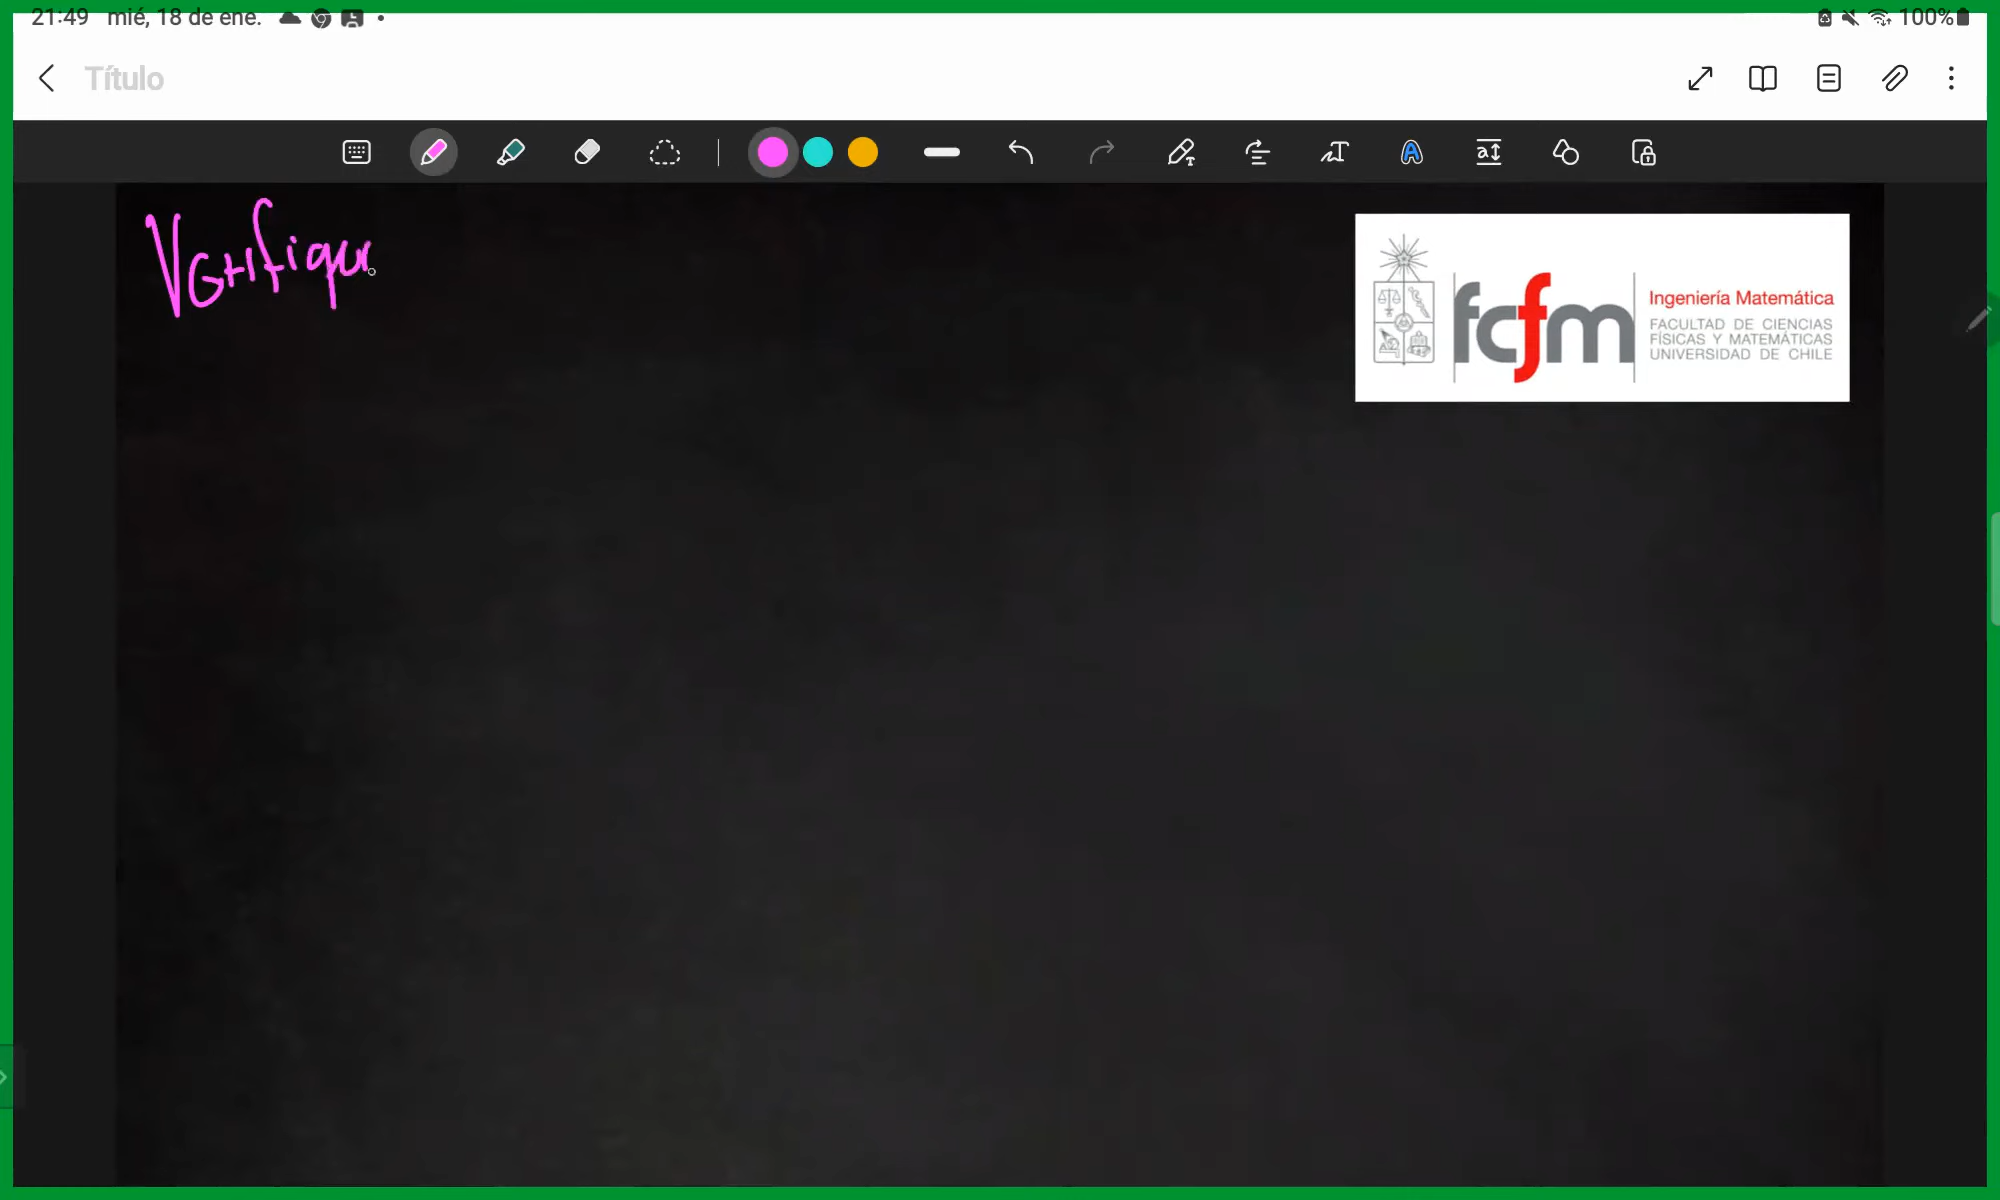 21:49 mié, 18 de ene.
100%
Título
Verifiqu
fcfm
Ingeniería Matemática
FACULTAD DE CIENCIAS
FÍSICAS Y MATEMÁTICAS
UNIVERSIDAD DE CHILE